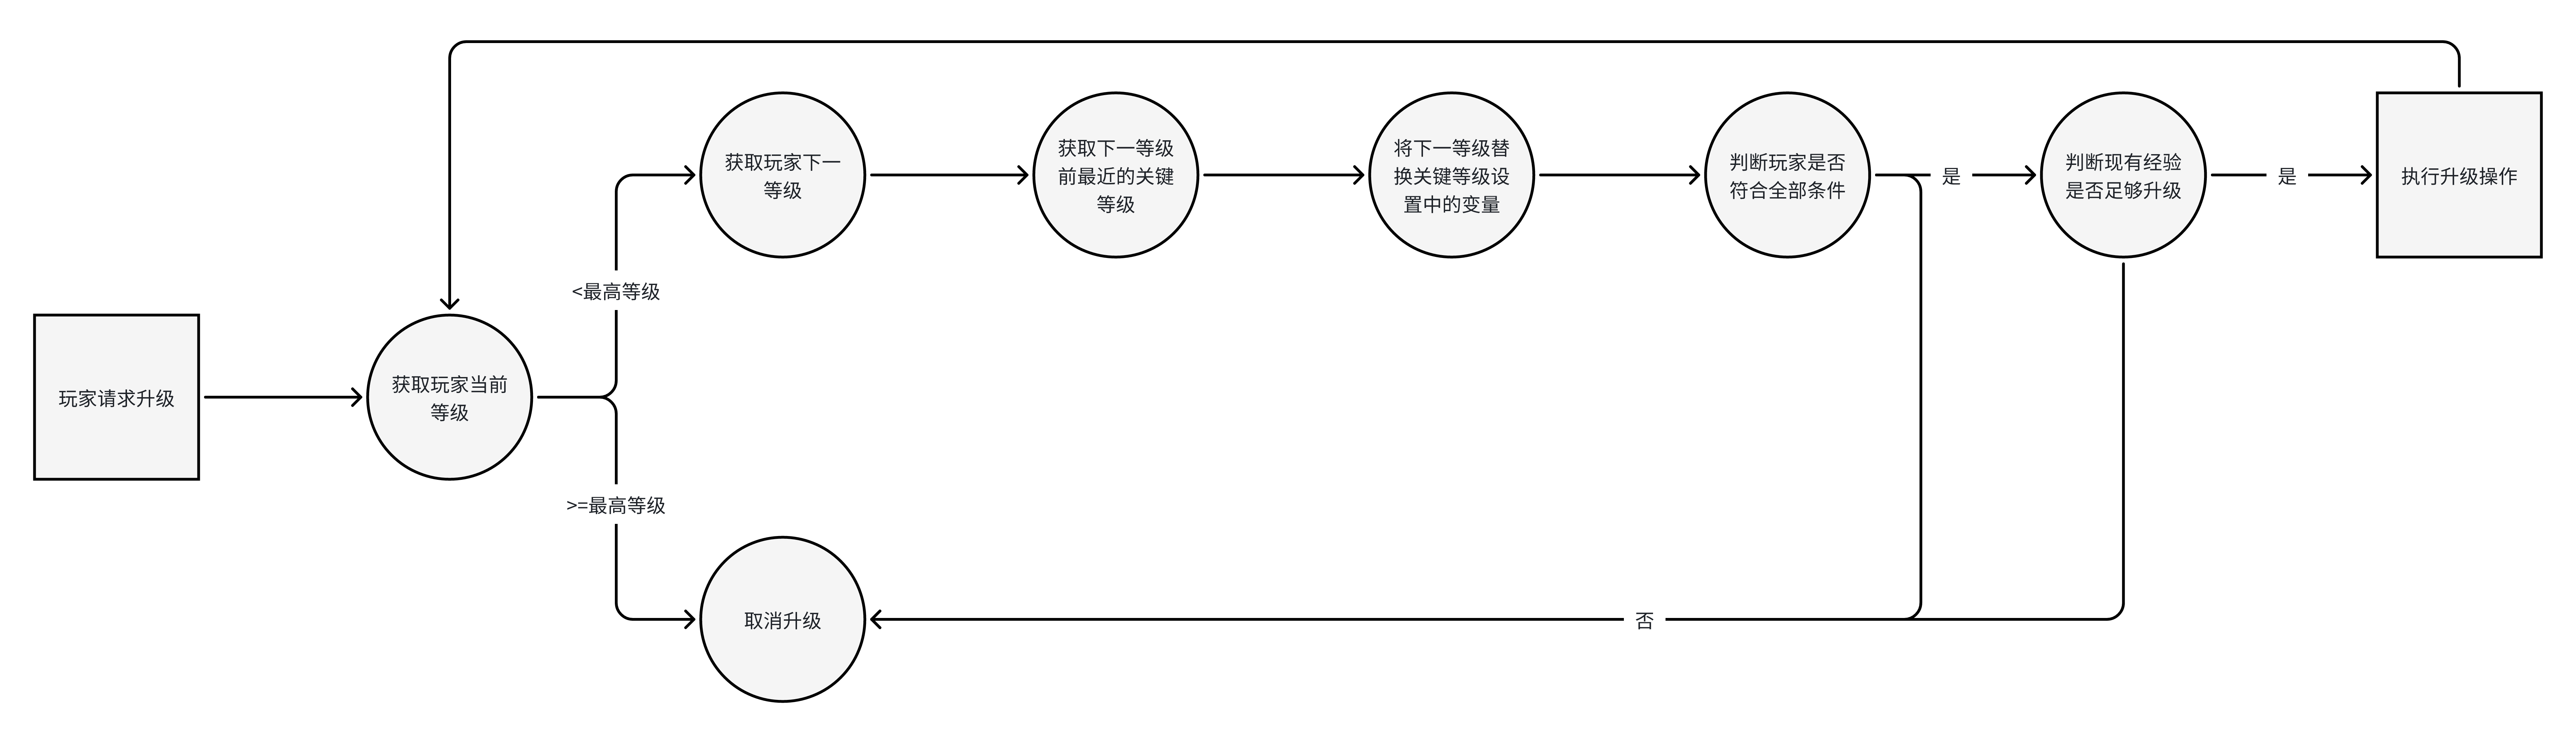 玩家请求升级
获取玩家当前
等级
<最高等级
>=最高等级
获取玩家下一
等级
获取下一等级
前最近的关键
等级
将下一等级替
换关键等级设
置中的变量
判断玩家是否
符合全部条件
是
判断现有经验
是否足够升级
是
执行升级操作
取消升级
否